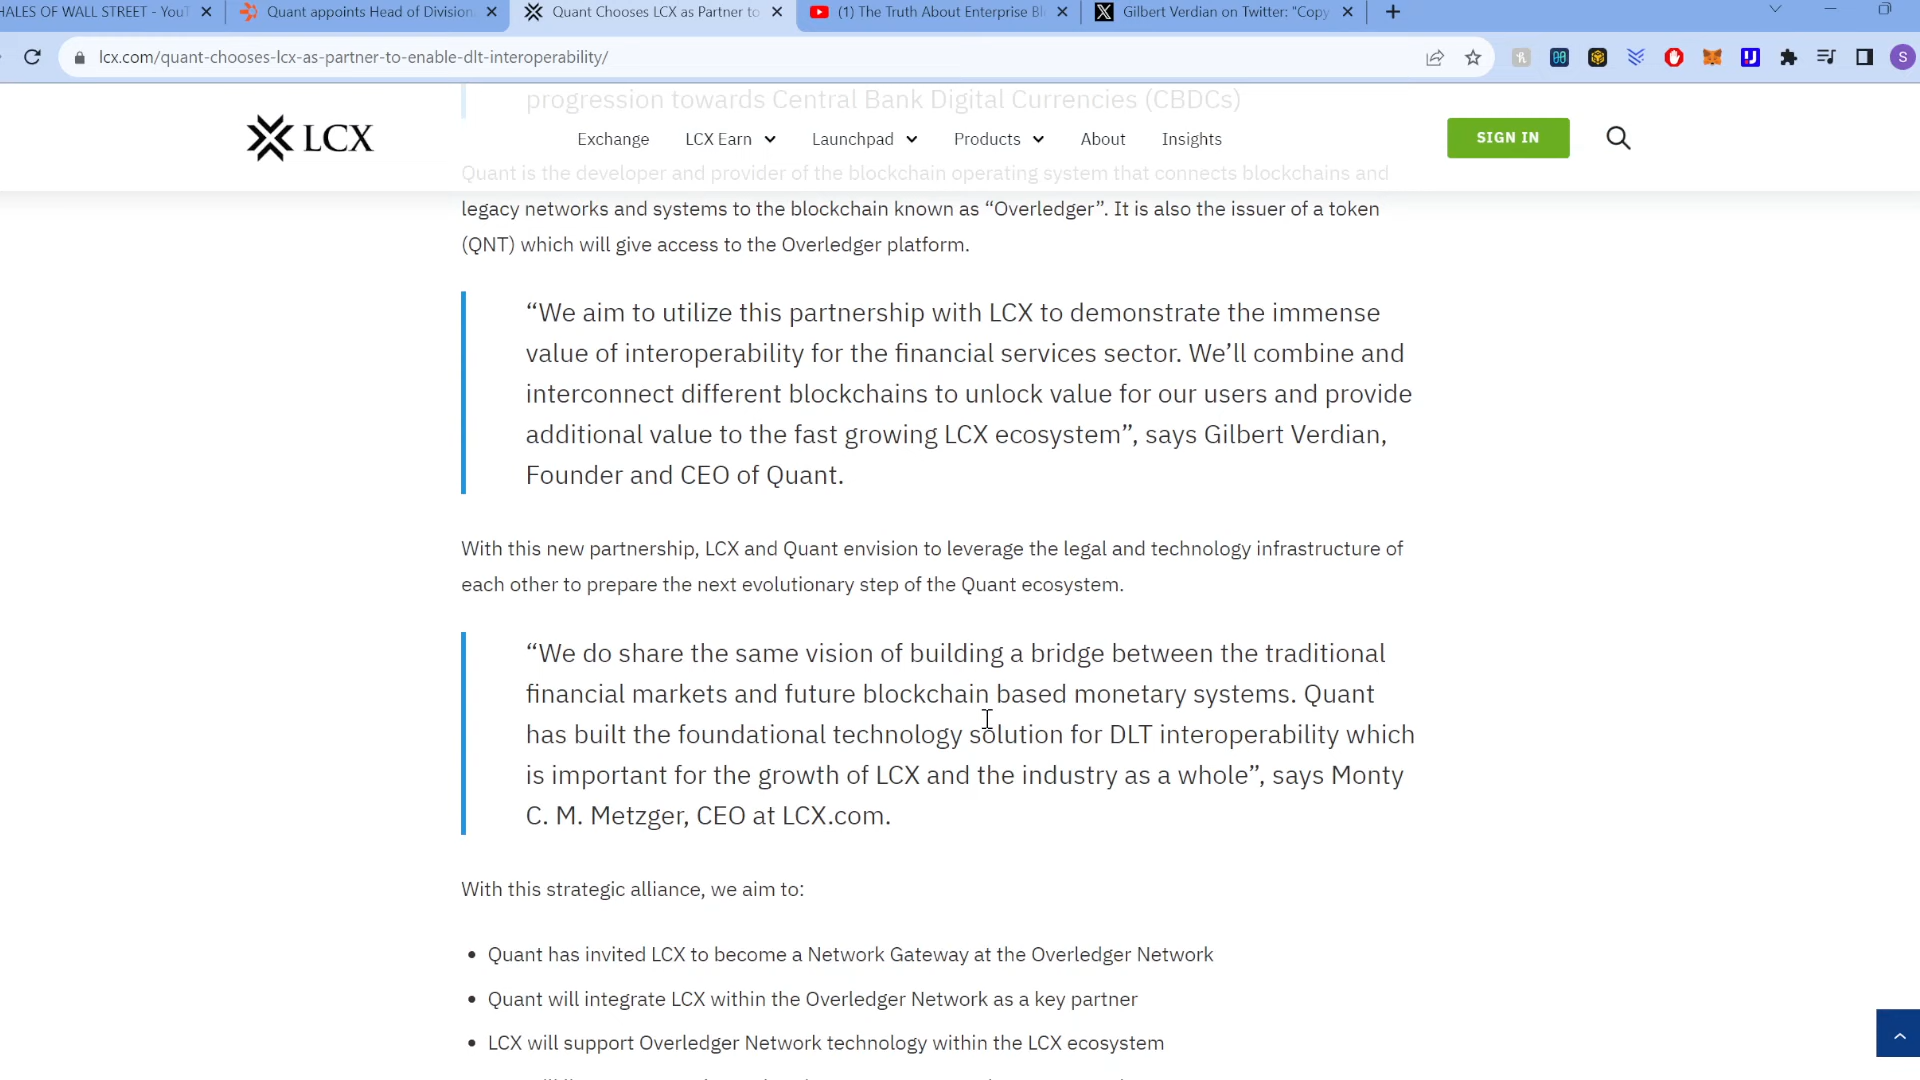 HALES OF WALL STREET - YouT
Quant appoints Head of Division
Quant Chooses LCX as Partner to
(1) The Truth About Enterprise Bl
Gilbert Verdian on Twitter: "Copy
lcx.com/quant-chooses-lcx-as-partner-to-enable-dlt-interoperability/
S
progression towards Central Bank Digital Currencies (CBDCs)
LCX
Exchange
LCX Earn
Launchpad
Products
About
Insights
SIGN IN
Quant is the developer and provider of the blockchain operating system that connects blockchains and
legacy networks and systems to the blockchain known as “Overledger”. It is also the issuer of a token
(QNT) which will give access to the Overledger platform.
“We aim to utilize this partnership with LCX to demonstrate the immense
value of interoperability for the financial services sector. We’ll combine and
interconnect different blockchains to unlock value for our users and provide
additional value to the fast growing LCX ecosystem”, says Gilbert Verdian,
Founder and CEO of Quant.
With this new partnership, LCX and Quant envision to leverage the legal and technology infrastructure of
each other to prepare the next evolutionary step of the Quant ecosystem.
“We do share the same vision of building a bridge between the traditional
financial markets and future blockchain based monetary systems. Quant
has built the foundational technology solution for DLT interoperability which
is important for the growth of LCX and the industry as a whole”, says Monty
C. M. Metzger, CEO at LCX.com.
With this strategic alliance, we aim to:
• Quant has invited LCX to become a Network Gateway at the Overledger Network
• Quant will integrate LCX within the Overledger Network as a key partner
• LCX will support Overledger Network technology within the LCX ecosystem